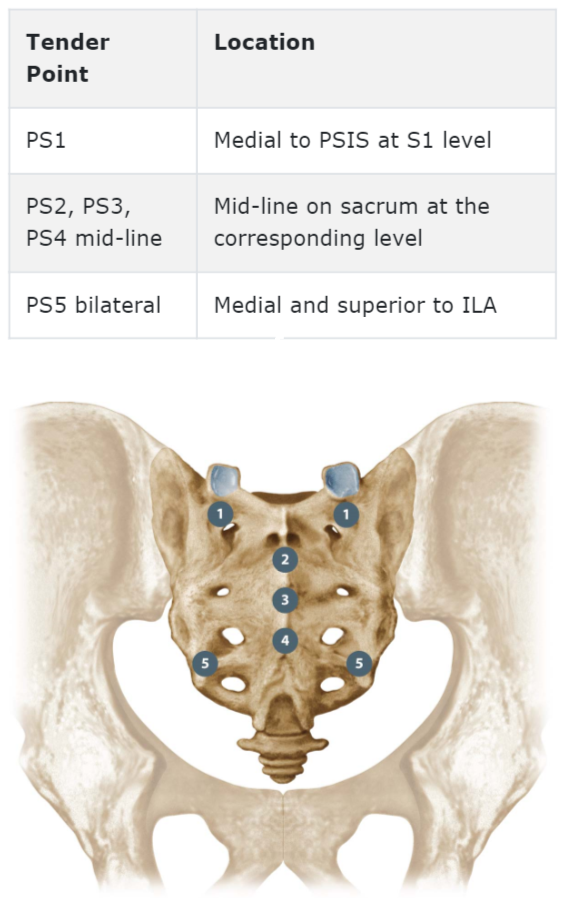 Tender
Point
Location
PS1
Medial to PSIS at S1 level
PS2, PS3,
PS4 mid-line
Mid-line on sacrum at the
corresponding level
PS5 bilateral
Medial and superior to ILA
1 1
2
3
4
5 5